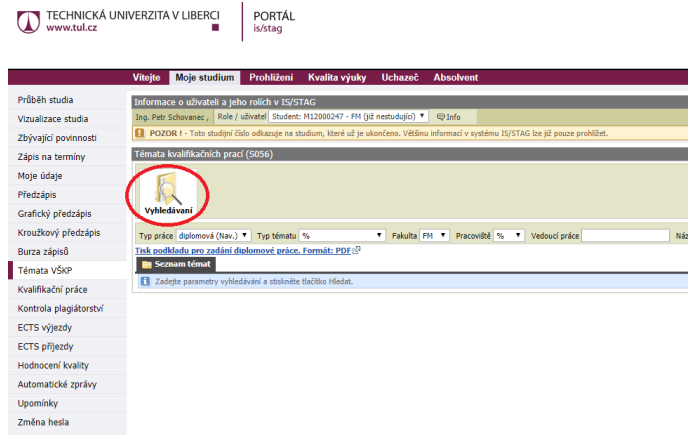 TECHNICKÁ UNIVERZITA V LIBERCI
www.tul.cz
PORTÁL
is/stag
Vítejte Moje studium Prohlížení Kvalita výuky Uchazeč Absolvent
Průběh studia
Vizualizace studia
Zbývající povinnosti
Zápis na termíny
Moje údaje
Předzápis
Grafický předzápis
Kroužkový předzápis
Burza zápisů
Témata VŠKP
Kvalifikační práce
Kontrola plagiátorství
ECTS výjezdy
ECTS příjezdy
Hodnocení kvality
Automatické zprávy
Upomínky
Změna hesla
Informace o uživateli a jeho rolích v IS/STAG
Ing. Petr Schovanec , Role / uživatel Student: M12000247 - FM (již nestudující) Info
POZOR ! - Toto studijní číslo odkazuje na studium, které už je ukončeno. Většinu informací v systému IS/STAG lze již pouze prohlížet.
Témata kvalifikačních prací (S056)
Vyhledávaní
Typ práce diplomová (Nav.) Typ tématu % Fakulta FM Pracoviště % Vedoucí práce Náz
Tisk podkladu pro zadání diplomové práce. Formát: PDF
Seznam témat
Zadejte parametry vyhledávání a stiskněte tlačítko Hledat.